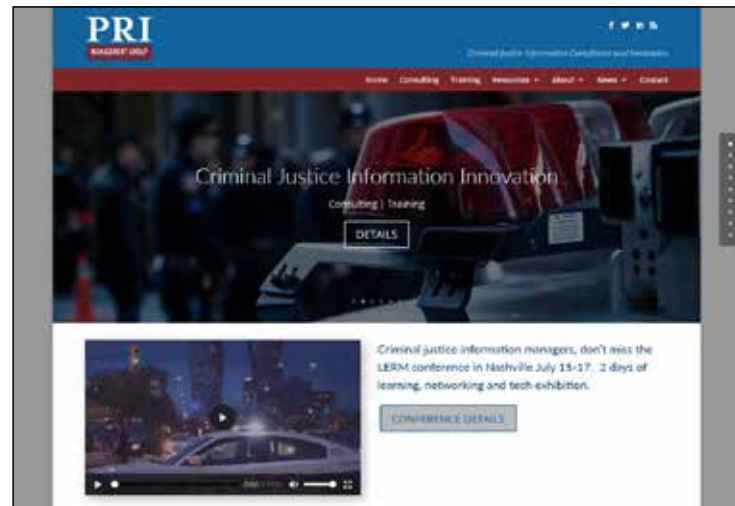 PRI
MANAGEMENT GROUP
Criminal Justice Information Compliance and Innovation
Home Consulting Training Resources About News Contact
Criminal Justice Information Innovation
Consulting | Training
DETAILS
Criminal justice information managers, don't miss the
LERM conference in Nashville July 15-17. 2 days of
learning, networking and tech exhibition.
CONFERENCE DETAILS